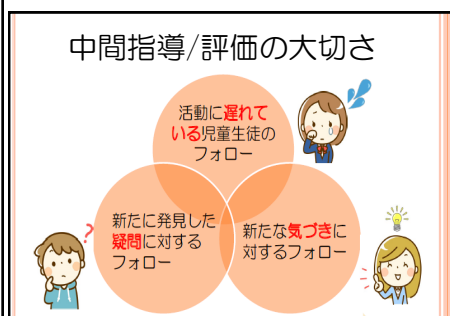 中間指導/評価の大切さ
活動に遅れて
いる児童生徒の
フォロー
新たに発見した
疑問に対する
フォロー
新たな気づきに
対するフォロー
?